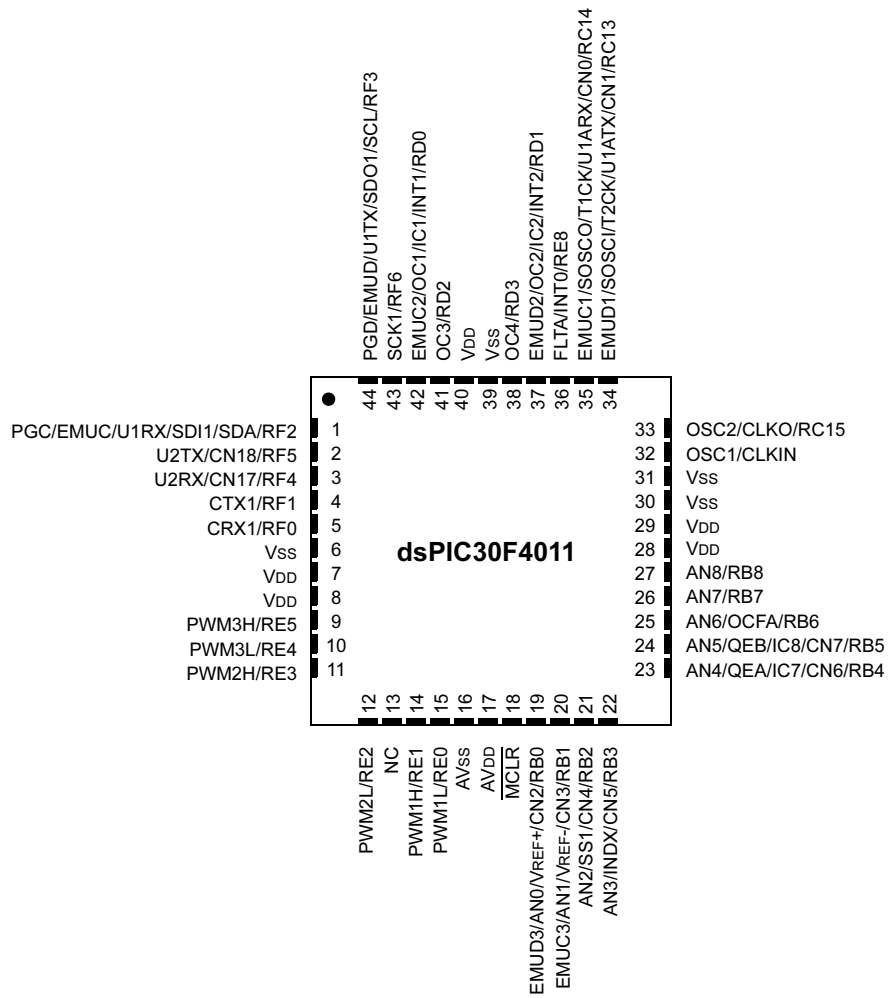 PGD/EMUD/U1TX/SDO1/SCL/RF3
SCK1/RF6
EMUC2/OC1/IC1/INT1/RD0
OC3/RD2
VDD
VSS
OC4/RD3
EMUD2/OC2/IC2/INT2/RD1
FLTA/INT0/RE8
EMUC1/SOSCO/T1CK/U1ARX/CN0/RC14
EMUD1/SOSCI/T2CK/U1ATX/CN1/RC13
44 43 42 41 40 39 38 37 36 35 34
PGC/EMUC/U1RX/SDI1/SDA/RF2 1
U2TX/CN18/RF5 2
U2RX/CN17/RF4 3
CTX1/RF1 4
CRX1/RF0 5
VSS 6
VDD 7
VDD 8
PWM3H/RE5 9
PWM3L/RE4 10
PWM2H/RE3 11
dsPIC30F4011
33 OSC2/CLKO/RC15
32 OSC1/CLKIN
31 VSS
30 VSS
29 VDD
28 VDD
27 AN8/RB8
26 AN7/RB7
25 AN6/OCFA/RB6
24 AN5/QEB/IC8/CN7/RB5
23 AN4/QEA/IC7/CN6/RB4
12 13 14 15 16 17 18 19 20 21 22
PWM2L/RE2
NC
PWM1H/RE1
PWM1L/RE0
AVSS
AVDD
MCLR
EMUD3/AN0/VREF+/CN2/RB0
EMUC3/AN1/VREF-/CN3/RB1
AN2/SS1/CN4/RB2
AN3/INDX/CN5/RB3